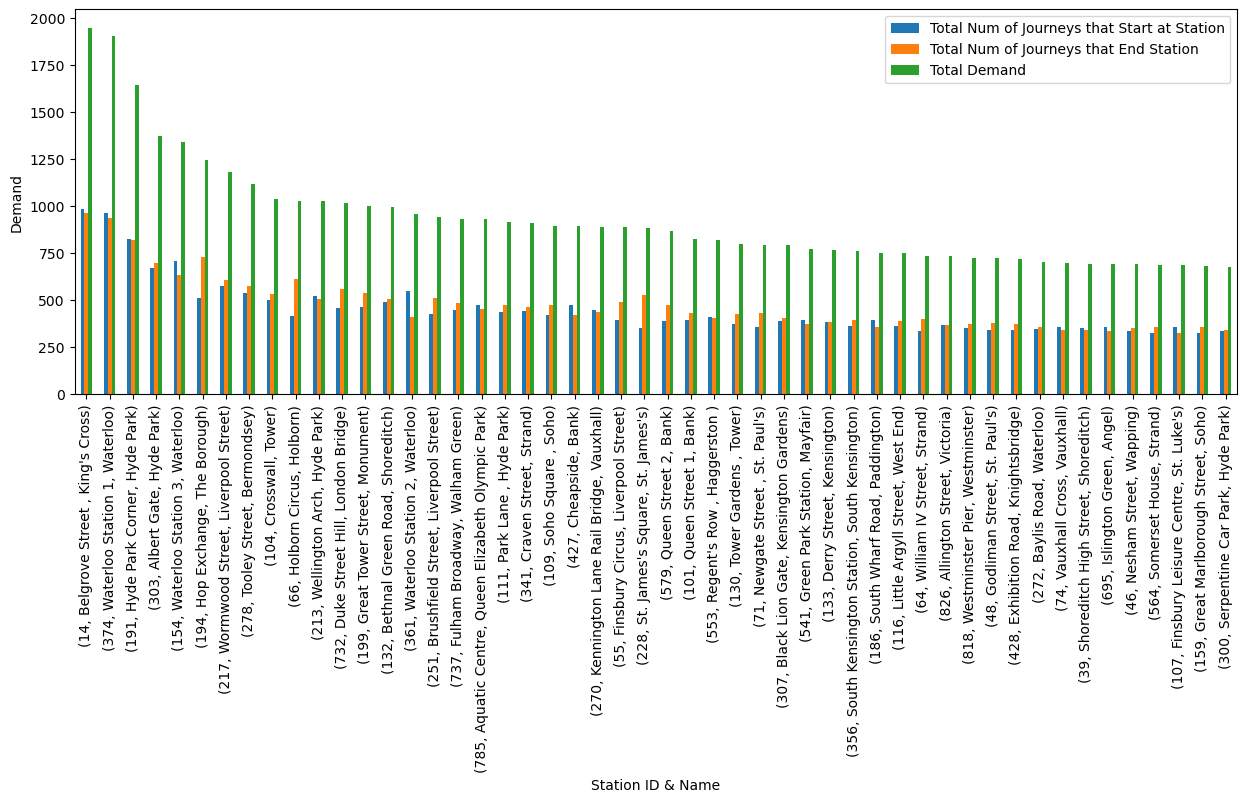 2000
1750
1500
1250
1000
750
500
250
0
Demand
Total Num of Journeys that Start at Station
Total Num of Journeys that End Station
Total Demand
(14, Belgrove Street , King's Cross)
(374, Waterloo Station 1, Waterloo)
(191, Hyde Park Corner, Hyde Park)
(303, Albert Gate, Hyde Park)
(154, Waterloo Station 3, Waterloo)
(194, Hop Exchange, The Borough)
(217, Wormwood Street, Liverpool Street)
(278, Tooley Street, Bermondsey)
(104, Crosswall, Tower)
(66, Holborn Circus, Holborn)
(213, Wellington Arch, Hyde Park)
(732, Duke Street Hill, London Bridge)
(199, Great Tower Street, Monument)
(132, Bethnal Green Road, Shoreditch)
(361, Waterloo Station 2, Waterloo)
(251, Brushfield Street, Liverpool Street)
(737, Fulham Broadway, Walham Green)
(785, Aquatic Centre, Queen Elizabeth Olympic Park)
(111, Park Lane , Hyde Park)
(341, Craven Street, Strand)
(109, Soho Square , Soho)
(427, Cheapside, Bank)
(270, Kennington Lane Rail Bridge, Vauxhall)
(55, Finsbury Circus, Liverpool Street)
(228, St. James's Square, St. James's)
(579, Queen Street 2, Bank)
(101, Queen Street 1, Bank)
(553, Regent's Row , Haggerston )
(130, Tower Gardens , Tower)
(71, Newgate Street , St. Paul's)
(307, Black Lion Gate, Kensington Gardens)
(541, Green Park Station, Mayfair)
(133, Derry Street, Kensington)
(356, South Kensington Station, South Kensington)
(186, South Wharf Road, Paddington)
(116, Little Argyll Street, West End)
(64, William IV Street, Strand)
(826, Allington Street, Victoria)
(818, Westminster Pier, Westminster)
(48, Godliman Street, St. Paul's)
(428, Exhibition Road, Knightsbridge)
(272, Baylis Road, Waterloo)
(74, Vauxhall Cross, Vauxhall)
(39, Shoreditch High Street, Shoreditch)
(695, Islington Green, Angel)
(46, Nesham Street, Wapping)
(564, Somerset House, Strand)
(107, Finsbury Leisure Centre, St. Luke's)
(159, Great Marlborough Street, Soho)
(300, Serpentine Car Park, Hyde Park)
Station ID & Name